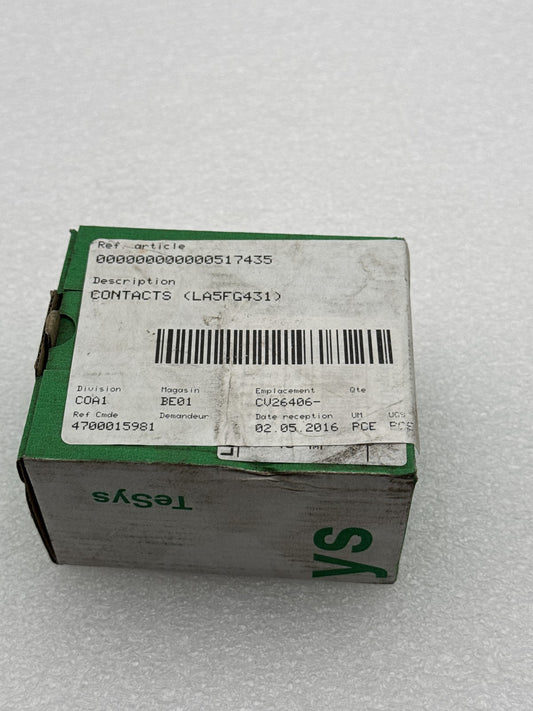 Ref. article
000000000000517435
Description
CONTACTS (LA5FG431)
Division Magasin Emplacement Qte
COA1 BE01 CV26406-
Ref Cmde Demandeur Date reception UM
4700015981 02.05.2016 PCE PCE
TeSys
ys